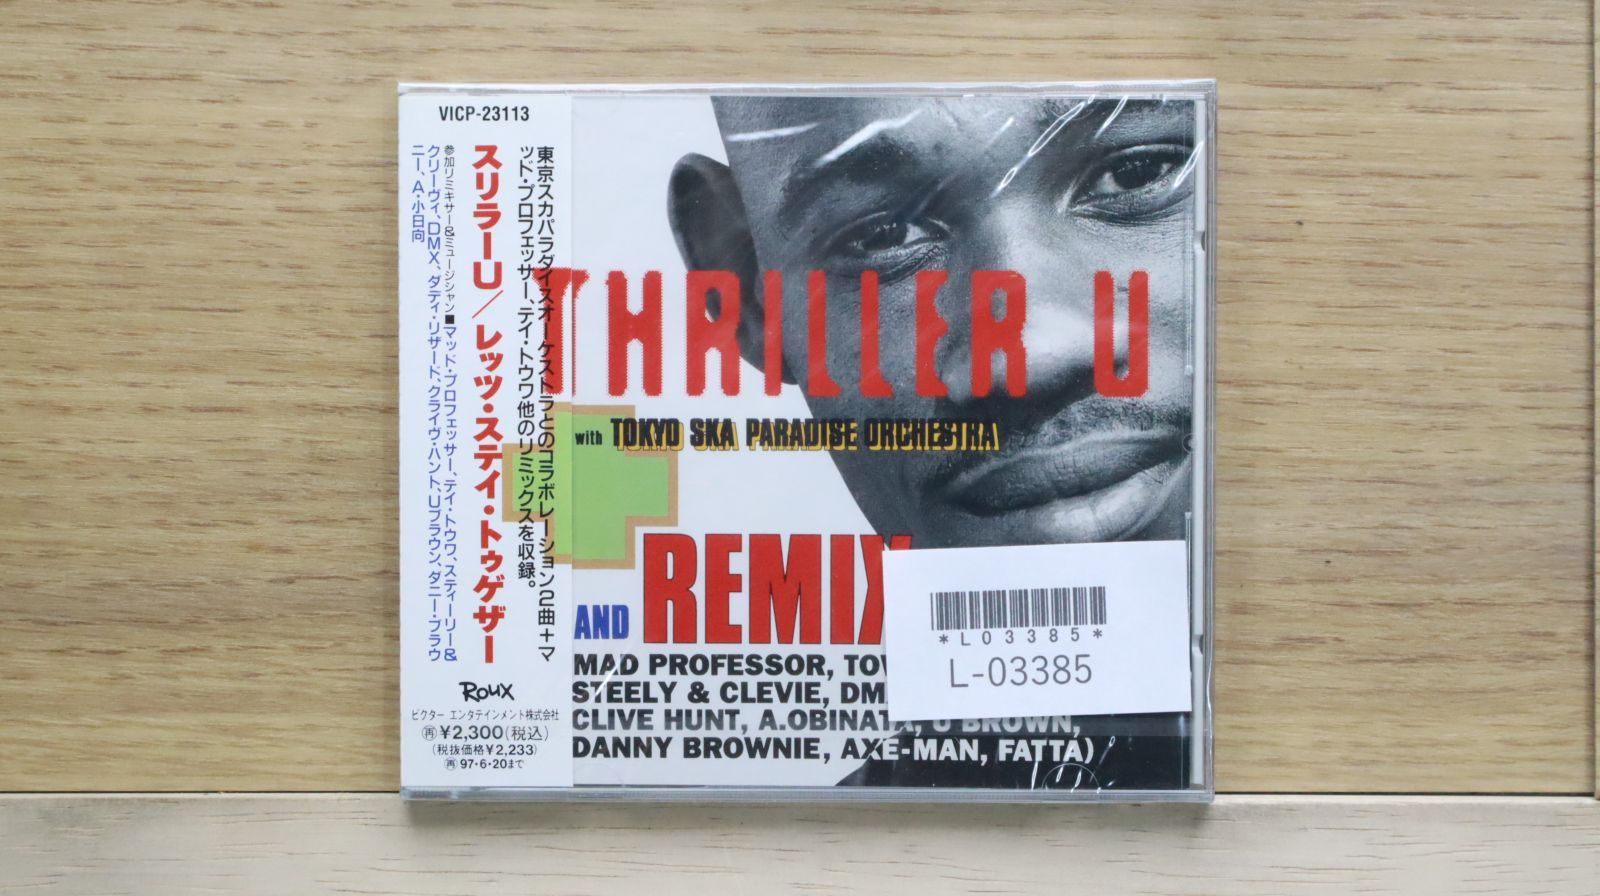 VICP-23113
東京スカパラダイスオーケストラとのコラボレーション2曲+マ
ッド・プロフェッサー、テイ・トウワ他のリミックスを収録。
スリラーU/レッツ・ステイ・トゥゲザー
参加リミキサー&ミュージシャン■マッド・プロフェッサー、テイ・トウワ、スティーリー&
クリーヴィ、DMX、ダディ・リザード、クライヴ・ハント、Uブラウン、ダニー・ブラウ
ニー、A・小日向
Roux
ビクター エンタテインメント株式会社
再¥2,300(税込)
(税抜価格¥2,233)
再97・6・20まで
THRILLER U
with TOKYO SKA PARADISE ORCHESTRA
AND REMIX
MAD PROFESSOR,
STEELY & CLEVIE,
CLIVE HUNT, A.OBINATA, U BROWN,
DANNY BROWNIE, AXE-MAN, FATTA)
*L03385*
L-03385